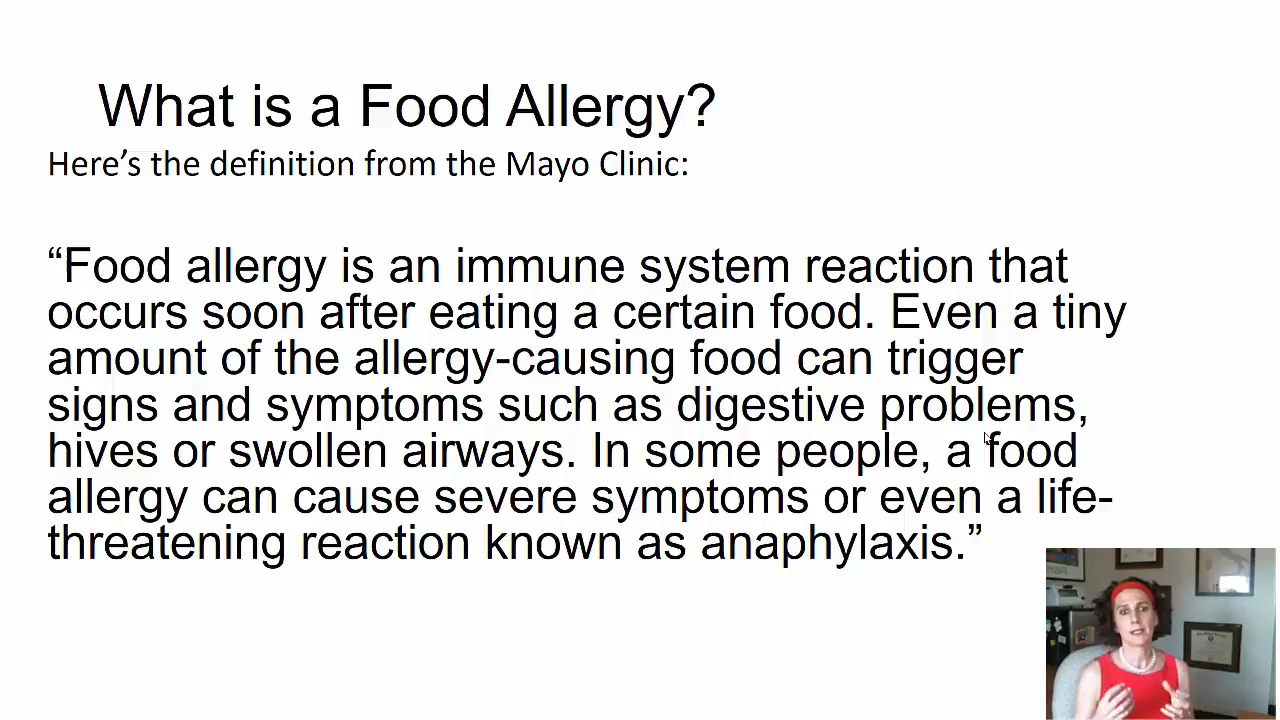 What is a Food Allergy?
Here’s the definition from the Mayo Clinic:
“Food allergy is an immune system reaction that
occurs soon after eating a certain food. Even a tiny
amount of the allergy-causing food can trigger
signs and symptoms such as digestive problems,
hives or swollen airways. In some people, a food
allergy can cause severe symptoms or even a life-
threatening reaction known as anaphylaxis.”